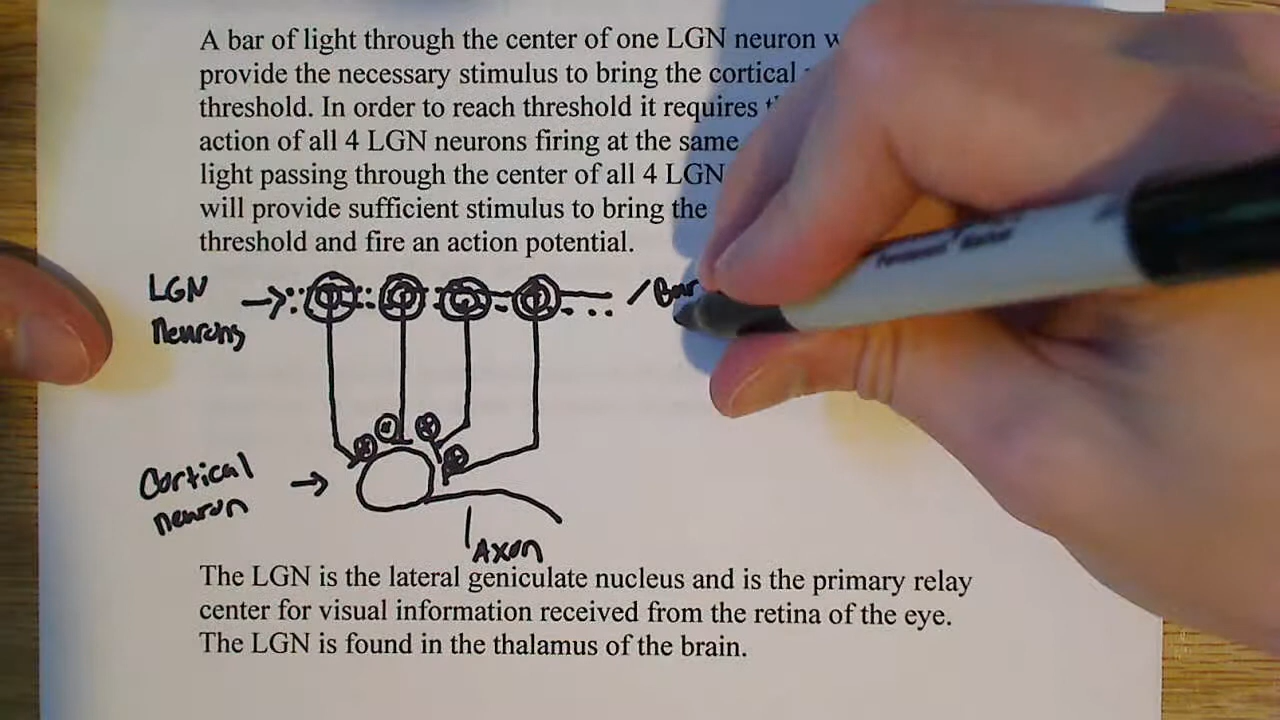 A bar of light through the center of one LGN neuron
provide the necessary stimulus to bring the cortical
threshold. In order to reach threshold it requires
action of all 4 LGN neurons firing at the same
light passing through the center of all 4 LGN
will provide sufficient stimulus to bring the
threshold and fire an action potential.
LGN
Neurons
Bar
Cortical
neuron
Axon
The LGN is the lateral geniculate nucleus and is the primary relay
center for visual information received from the retina of the eye.
The LGN is found in the thalamus of the brain.
Permanent Marker